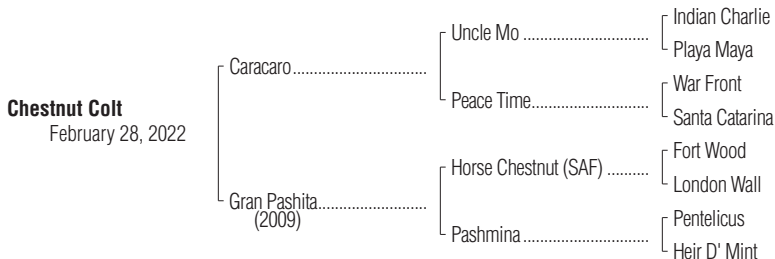 Indian Charlie
Uncle Mo ..................................
Playa Maya
Caracaro.................................
War Front
Peace Time.................................
Santa Catarina
Chestnut Colt
February 28, 2022
Fort Wood
Horse Chestnut (SAF) ..........
London Wall
Gran Pashita...........................
(2009)
Pentelicus
Pashmina ..................................
Heir D' Mint